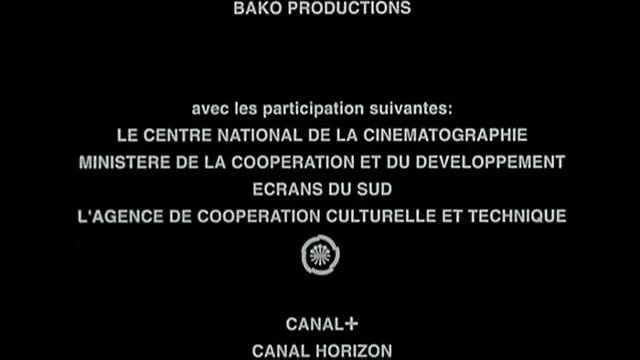 BAKO PRODUCTIONS
avec les participation suivantes:
LE CENTRE NATIONAL DE LA CINEMATOGRAPHIE
MINISTERE DE LA COOPERATION ET DU DEVELOPPEMENT
ECRANS DU SUD
L'AGENCE DE COOPERATION CULTURELLE ET TECHNIQUE
CANAL+
CANAL HORIZON